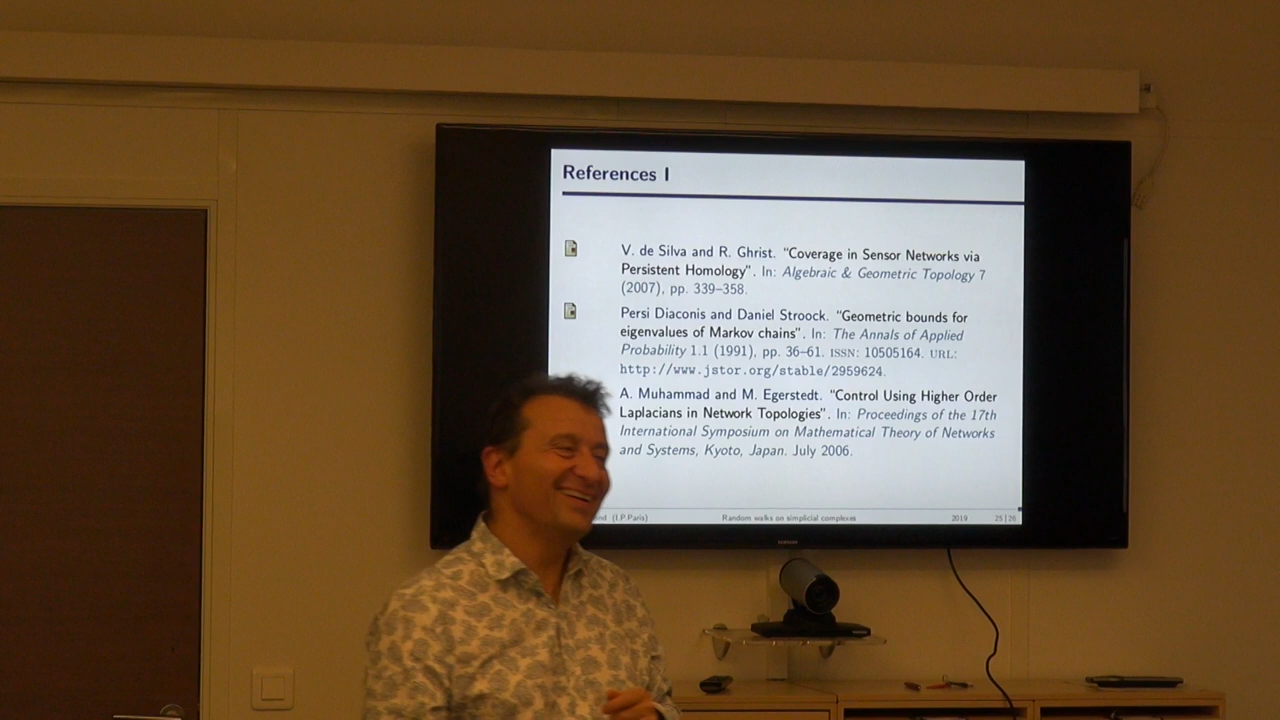 References I
V. de Silva and R. Ghrist. "Coverage in Sensor Networks via
Persistent Homology". In: Algebraic & Geometric Topology 7
(2007), pp. 339–358.
Persi Diaconis and Daniel Stroock. "Geometric bounds for
eigenvalues of Markov chains". In: The Annals of Applied
Probability 1.1 (1991), pp. 36–61. ISSN: 10505164. URL:
http://www.jstor.org/stable/2959624.
A. Muhammad and M. Egerstedt. "Control Using Higher Order
Laplacians in Network Topologies". In: Proceedings of the 17th
International Symposium on Mathematical Theory of Networks
and Systems, Kyoto, Japan. July 2006.
(I.P.Paris) Random walks on simplicial complexes 2019 25 | 26
SAMSUNG